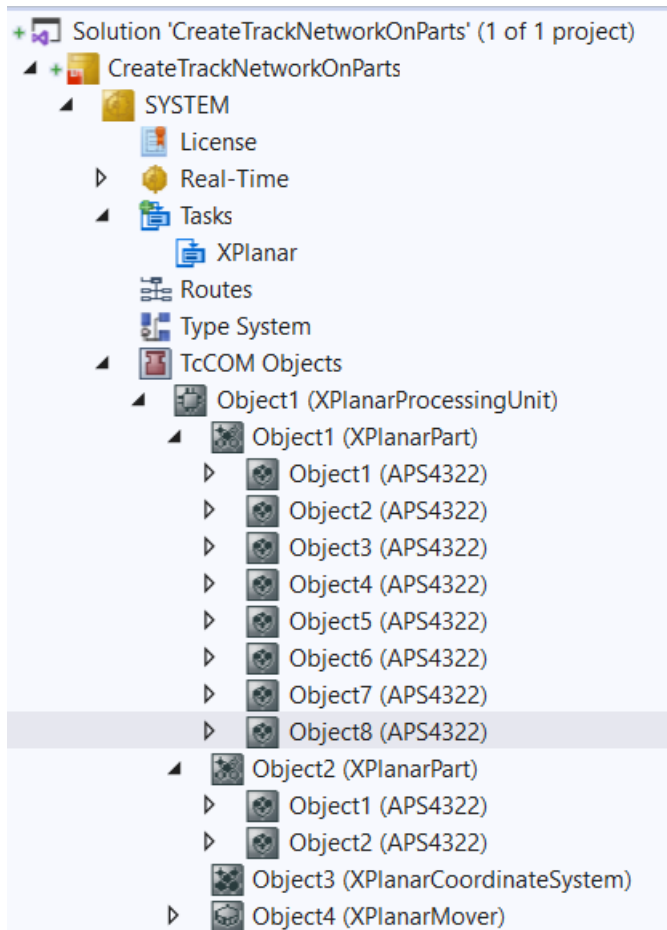 Solution 'CreateTrackNetworkOnParts' (1 of 1 project)
CreateTrackNetworkOnParts
SYSTEM
License
Real-Time
Tasks
XPlanar
Routes
Type System
TcCOM Objects
Object1 (XPlanarProcessingUnit)
Object1 (XPlanarPart)
Object1 (APS4322)
Object2 (APS4322)
Object3 (APS4322)
Object4 (APS4322)
Object5 (APS4322)
Object6 (APS4322)
Object7 (APS4322)
Object8 (APS4322)
Object2 (XPlanarPart)
Object1 (APS4322)
Object2 (APS4322)
Object3 (XPlanarCoordinateSystem)
Object4 (XPlanarMover)